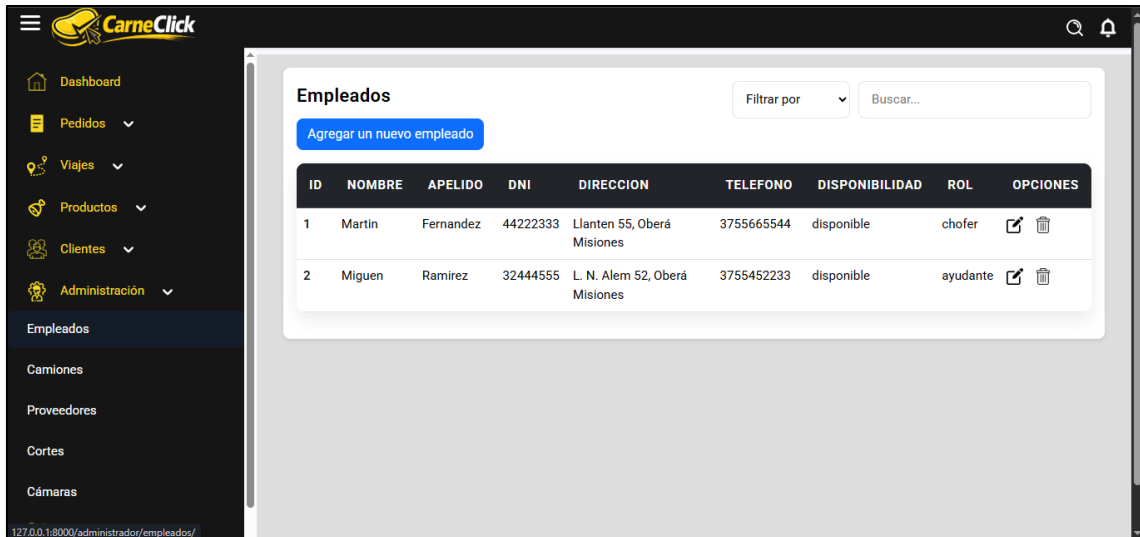 CarneClick
Dashboard
Pedidos
Viajes
Productos
Clientes
Administración
Empleados
Camiones
Proveedores
Cortes
Cámaras
127.0.0.1:8000/administrador/empleados/
Empleados
Filtrar por
Buscar...
Agregar un nuevo empleado
ID NOMBRE APELIDO DNI DIRECCION TELEFONO DISPONIBILIDAD ROL OPCIONES
1 Martin Fernandez 44222333 Llanten 55, Oberá 3755665544 disponible chofer
Misiones
2 Miguen Ramirez 32444555 L. N. Alem 52, Oberá 3755452233 disponible ayudante
Misiones